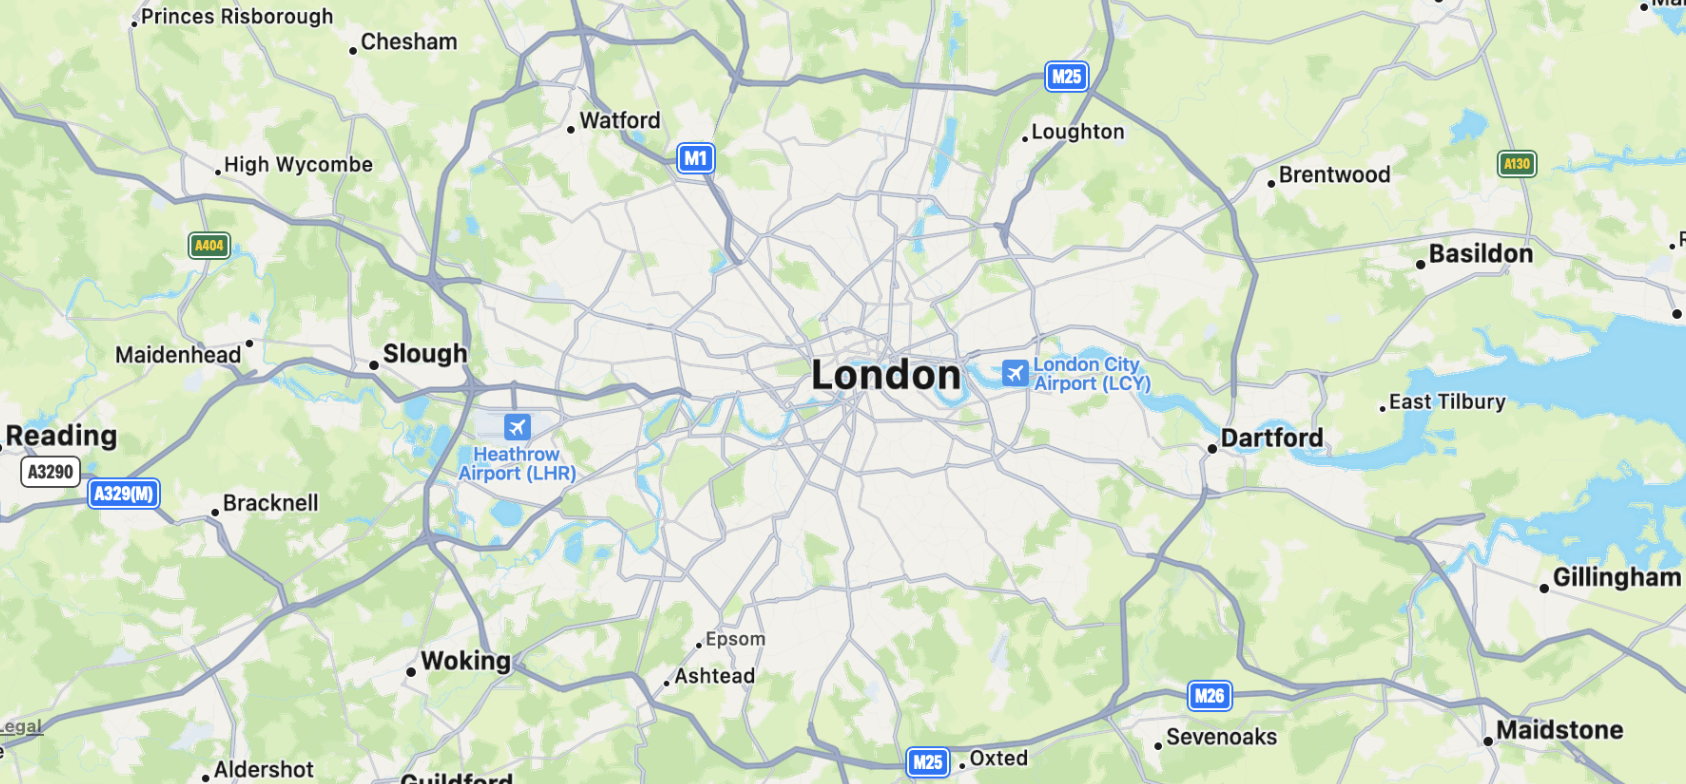 Princes Risborough
Chesham
M25
Watford
Loughton
M1
High Wycombe
A130
Brentwood
A404
Basildon
Maidenhead
Slough
London
London City
Airport (LCY)
East Tilbury
Reading
Dartford
Heathrow
Airport (LHR)
A3290
A329(M)
Bracknell
Gillingham
Epsom
Woking
Ashtead
M26
Legal
Maidstone
Sevenoaks
M25
Oxted
Aldershot
Guildford